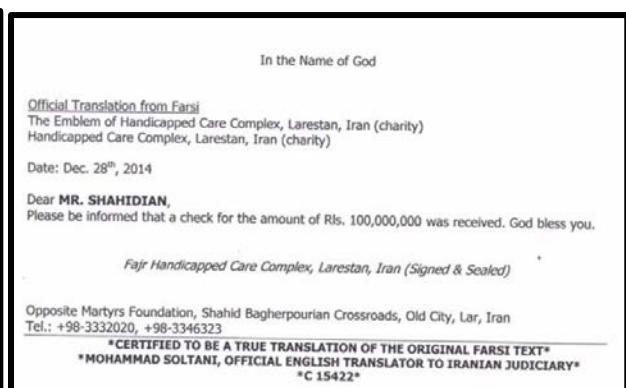 In the Name of God
Official Translation from Farsi
The Emblem of Handicapped Care Complex, Larestan, Iran (charity)
Handicapped Care Complex, Larestan, Iran (charity)
Date: Dec. 28th, 2014
Dear MR. SHAHIDIAN,
Please be informed that a check for the amount of Rls. 100,000,000 was received. God bless you.
Fajr Handicapped Care Complex, Larestan, Iran (Signed & Sealed)
Opposite Martyrs Foundation, Shahid Bagherpourian Crossroads, Old City, Lar, Iran
Tel.: +98-3332020, +98-3346323
*CERTIFIED TO BE A TRUE TRANSLATION OF THE ORIGINAL FARSI TEXT*
*MOHAMMAD SOLTANI, OFFICIAL ENGLISH TRANSLATOR TO IRANIAN JUDICIARY*
*C 15422*